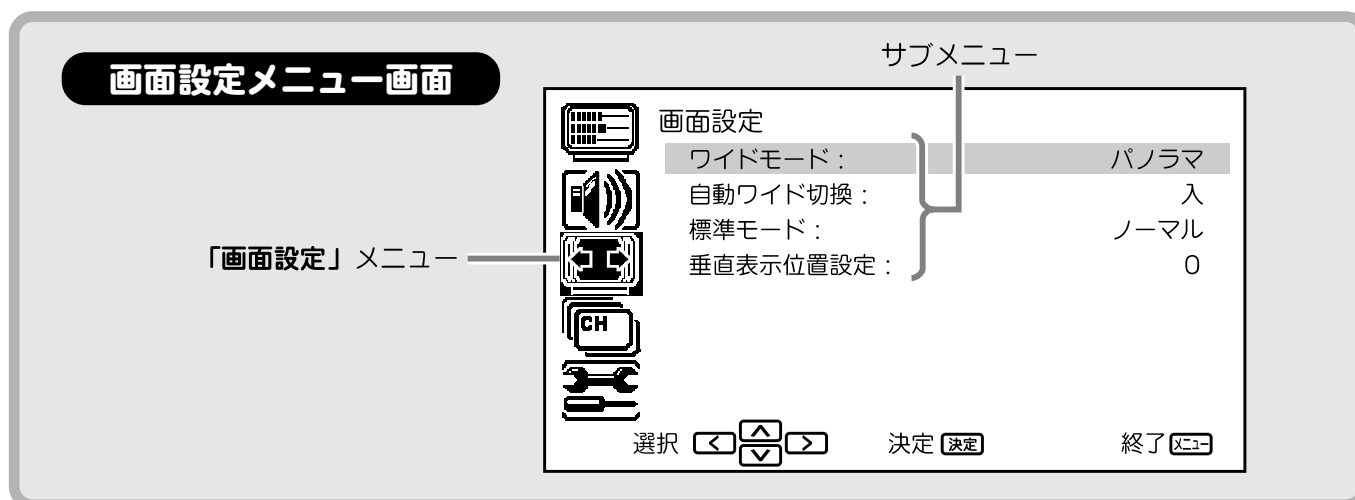 画面設定メニュー画面
サブメニュー
「画面設定」メニュー
画面設定
ワイドモード： パノラマ
自動ワイド切換： 入
標準モード： ノーマル
垂直表示位置設定： 0
CH
選択 決定 決定 終了 メニュー